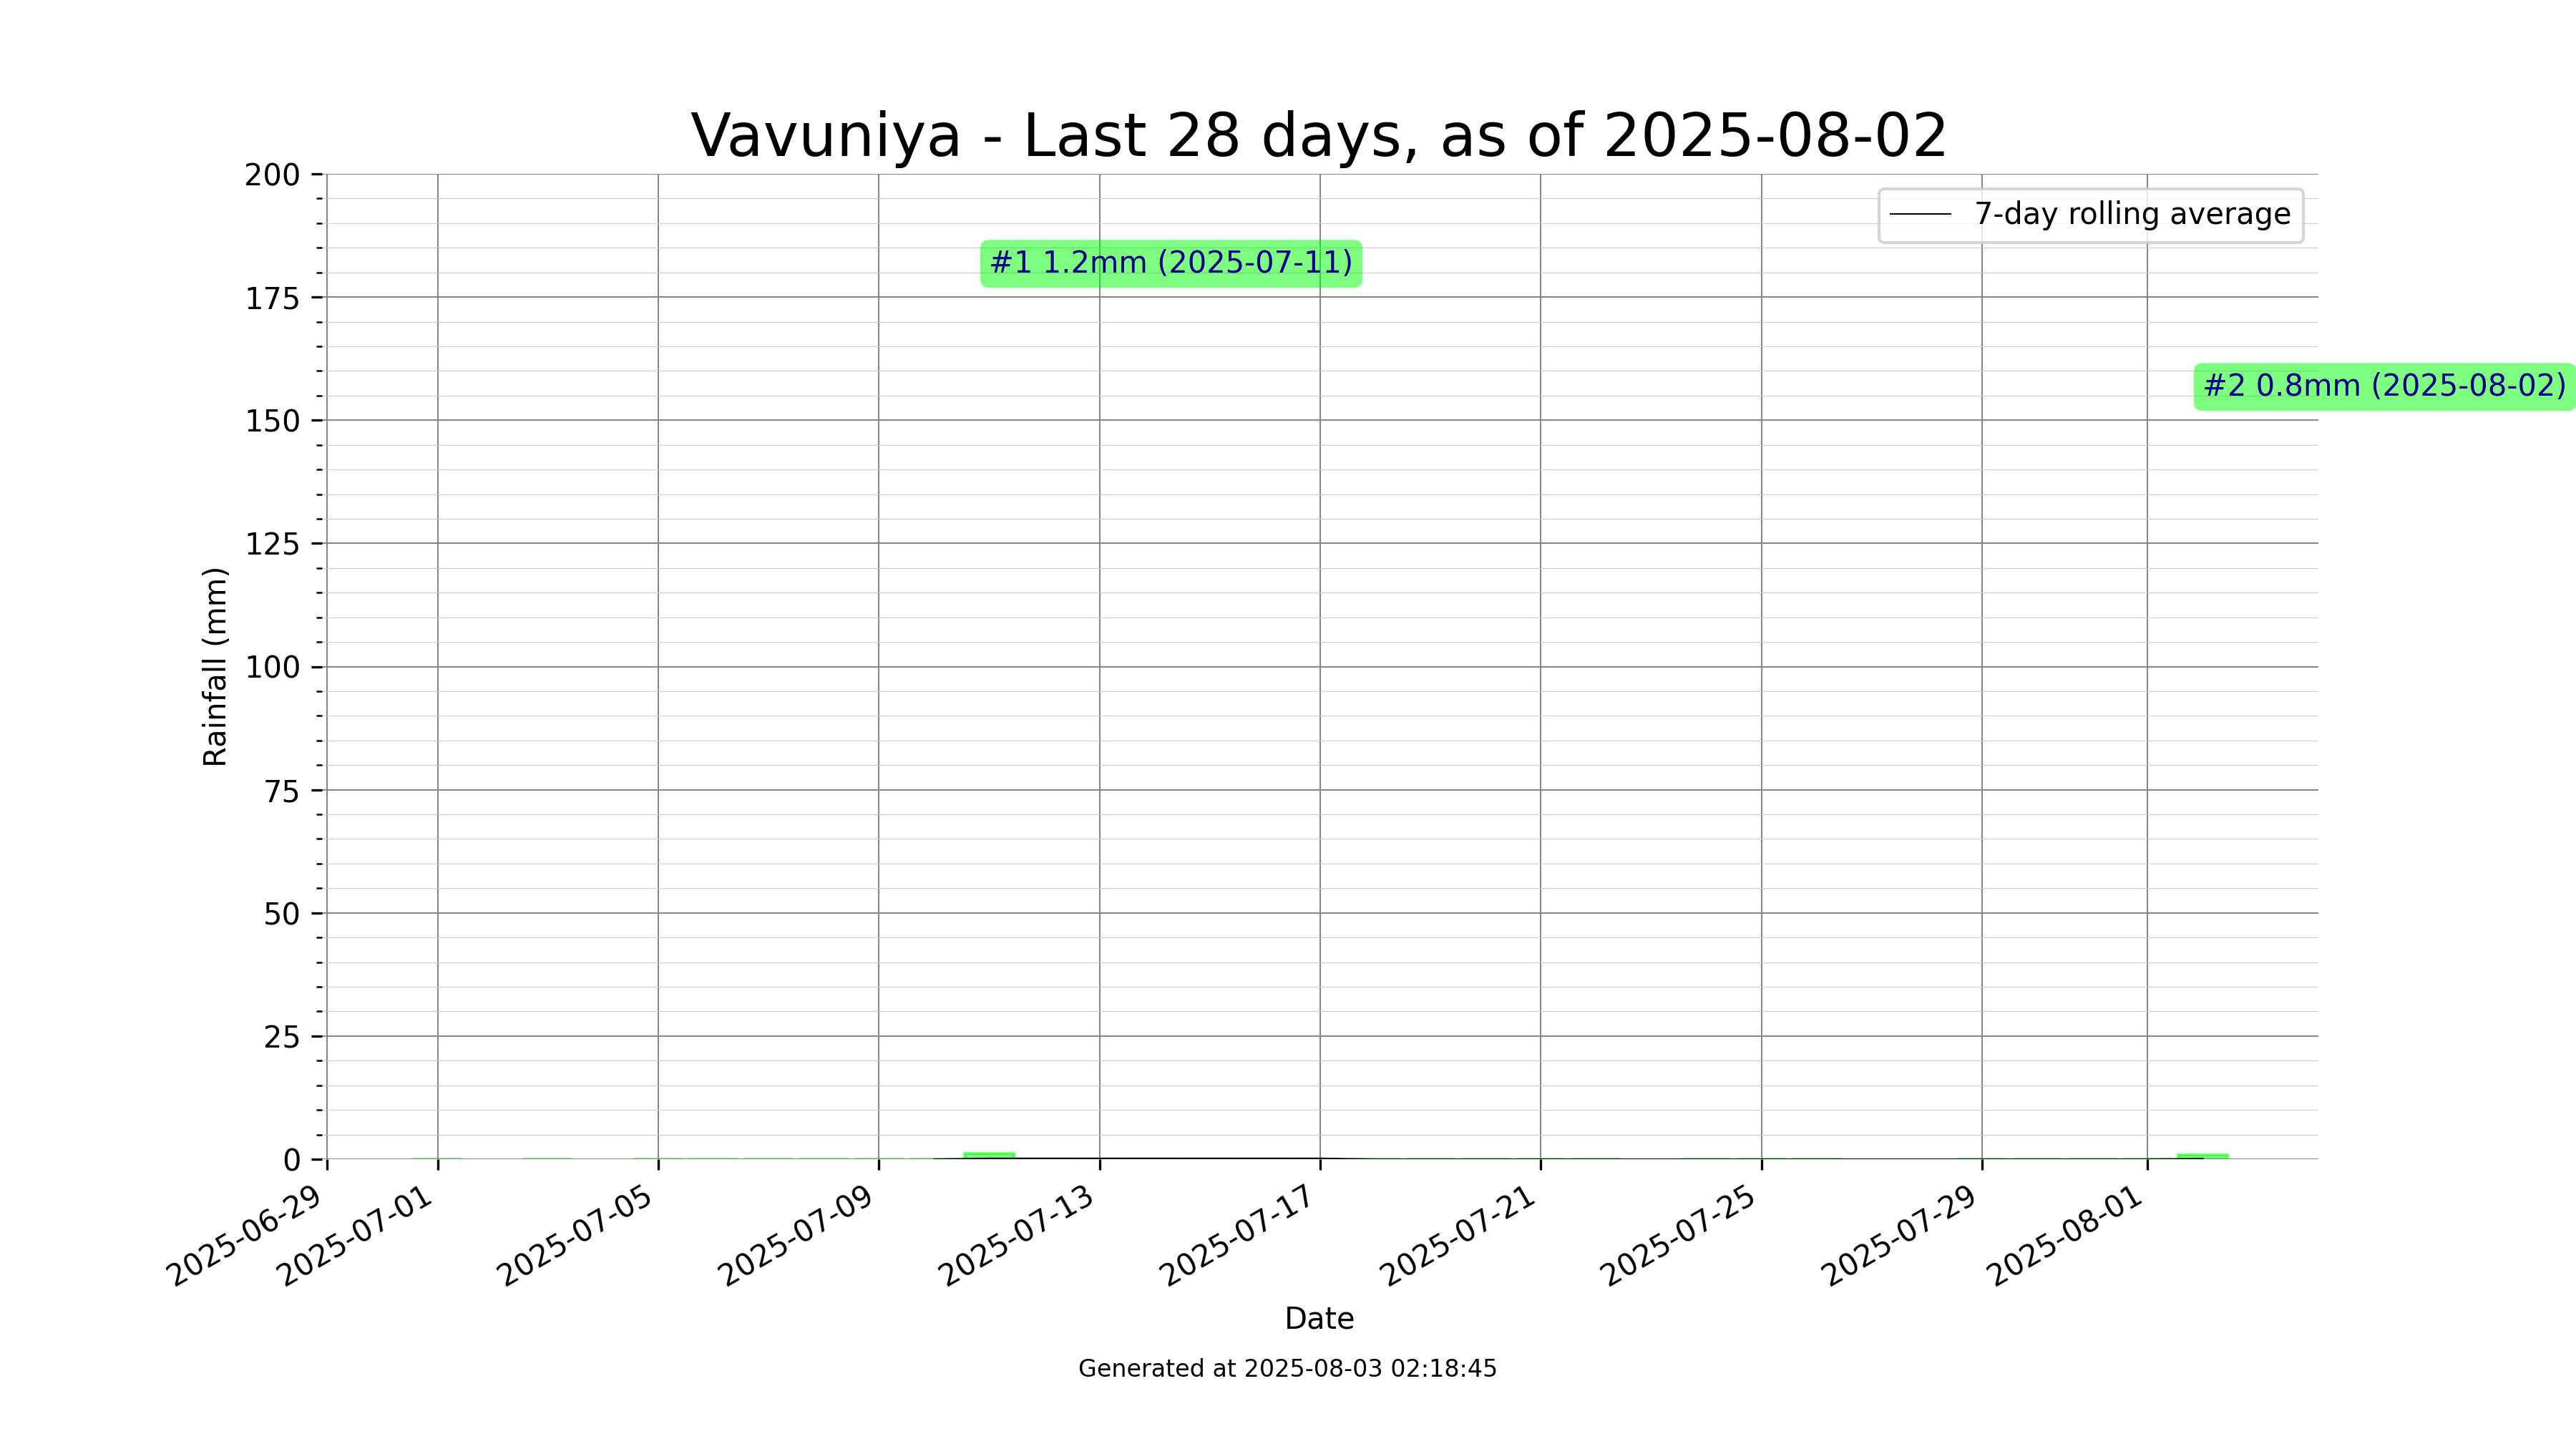 Vavuniya - Last 28 days, as of 2025-08-02
7-day rolling average
#1 1.2mm (2025-07-11)
#2 0.8mm (2025-08-02)
Rainfall (mm)
200
175
150
125
100
75
50
25
0
2025-06-29
2025-07-01
2025-07-05
2025-07-09
2025-07-13
2025-07-17
2025-07-21
2025-07-25
2025-07-29
2025-08-01
Date
Generated at 2025-08-03 02:18:45